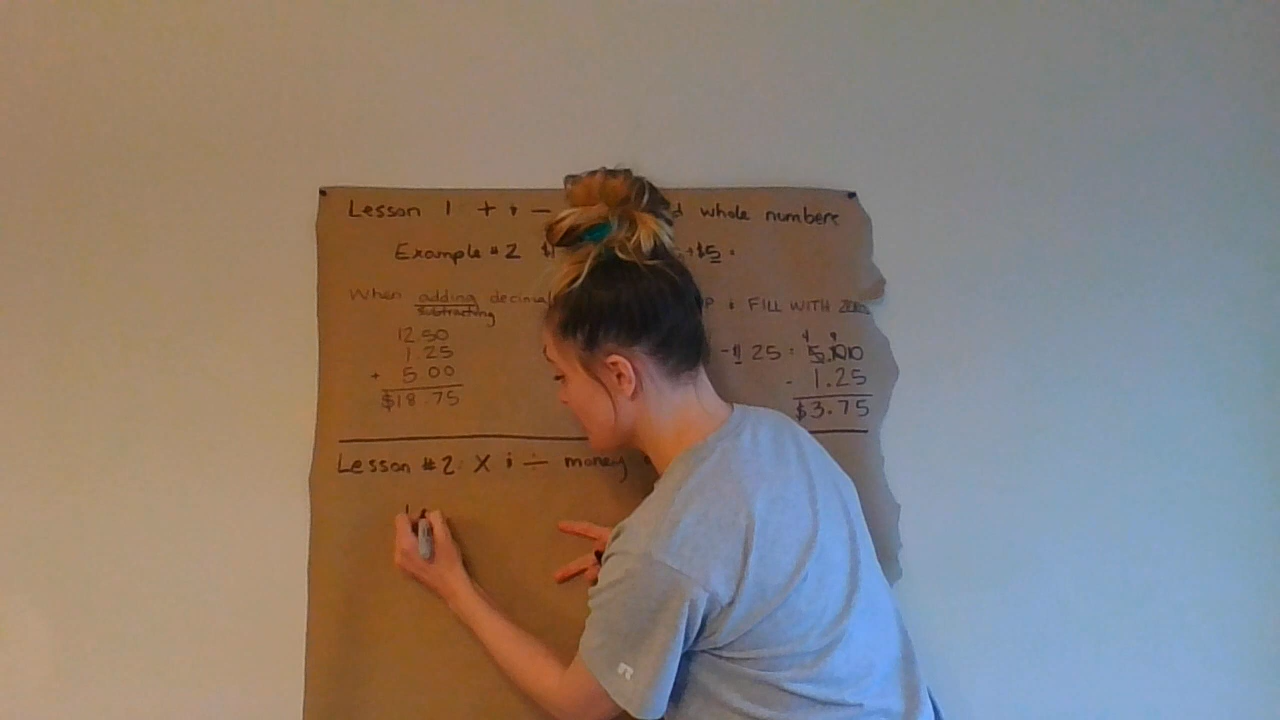 Lesson 1 + & − whole numbers
Example #2
When adding decimal FILL WITH ZEROS
subtracting
12.50
1.25
+ 5.00
$18.75
-$1.25 = 5.00
- 1.25
$3.75
Lesson #2: X & ÷ money